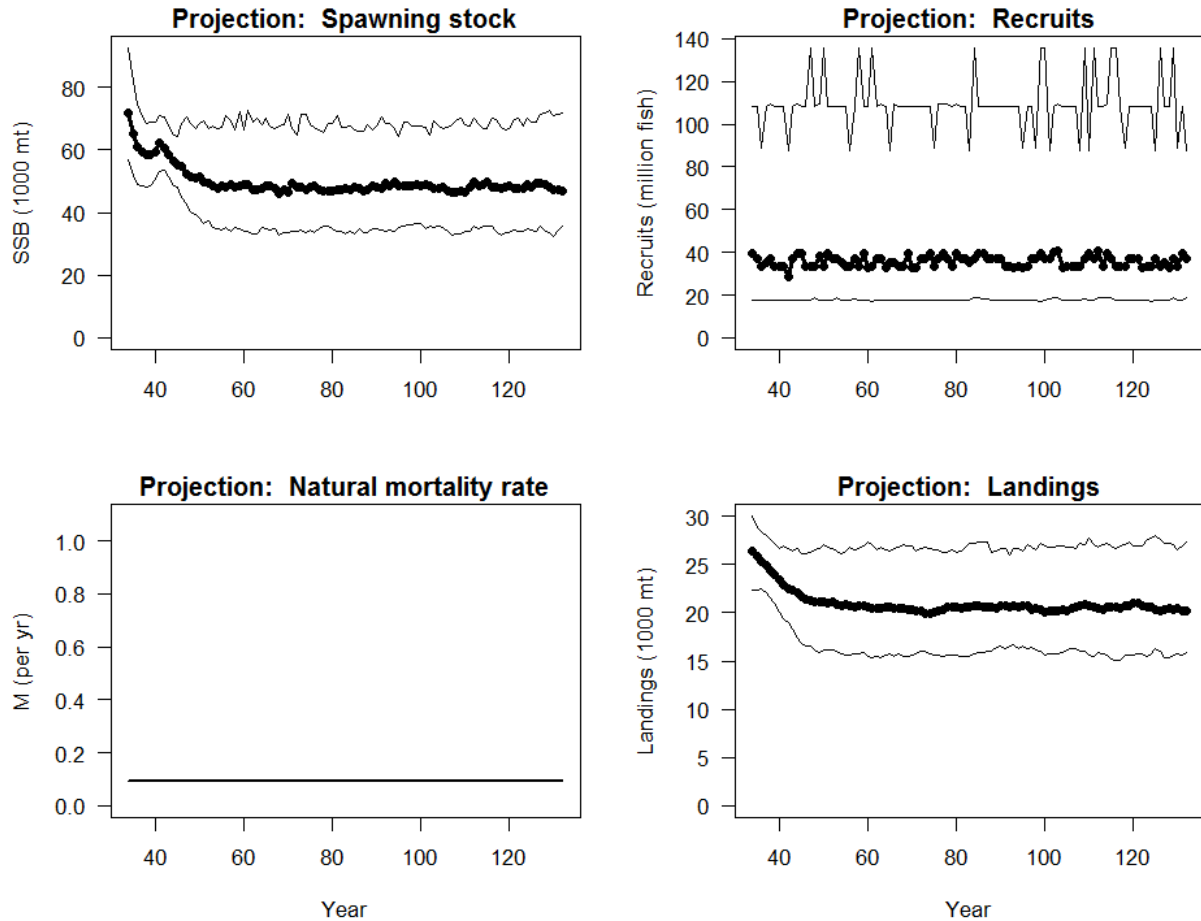 Projection:  Spawning stock
SSB (1000 mt)
80
60
40
20
0
40 60 80 100 120
Projection:  Recruits
Recruits (million fish)
140
120
100
80
60
40
20
0
40 60 80 100 120
Projection:  Natural mortality rate
M (per yr)
1.0
0.8
0.6
0.4
0.2
0.0
40 60 80 100 120
Year
Projection:  Landings
Landings (1000 mt)
30
25
20
15
10
5
0
40 60 80 100 120
Year